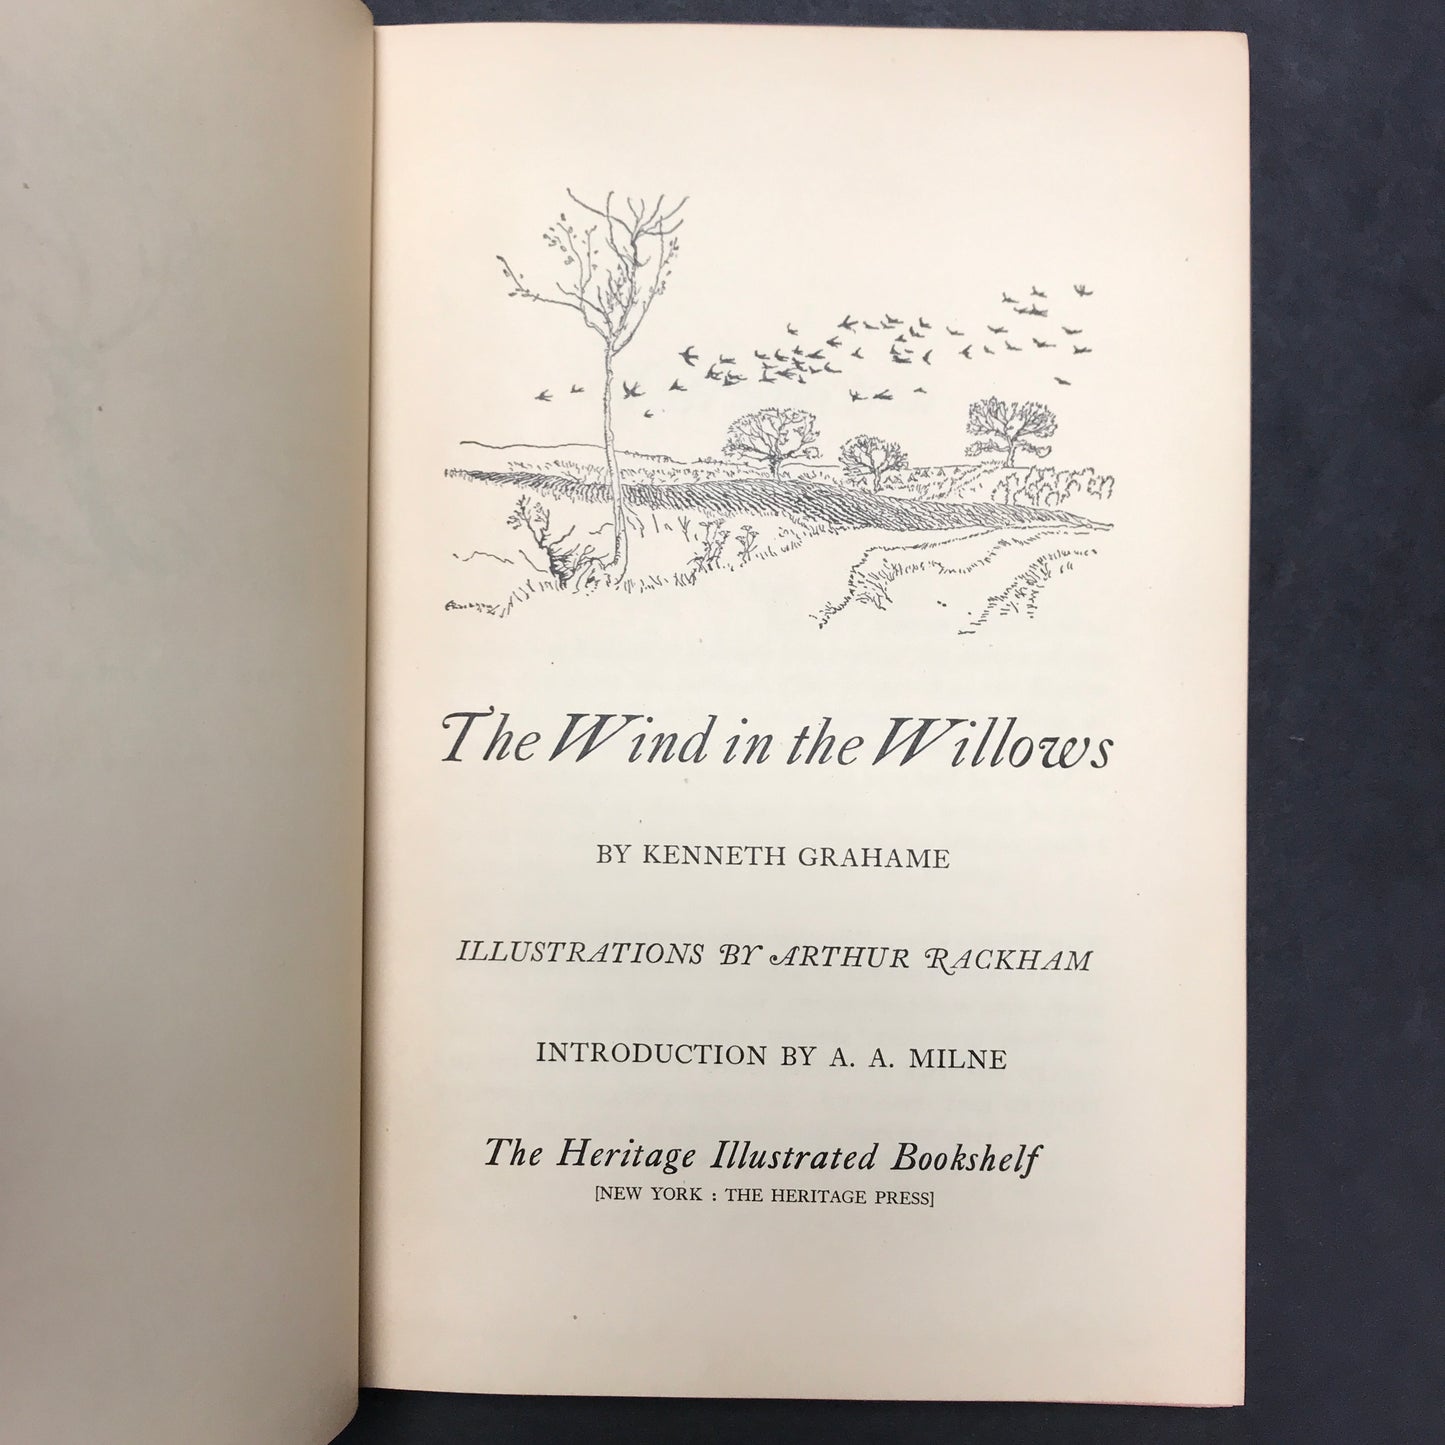 The Wind in the Willows
BY KENNETH GRAHAME
ILLUSTRATIONS BY ARTHUR RACKHAM
INTRODUCTION BY A. A. MILNE
The Heritage Illustrated Bookshelf
[NEW YORK : THE HERITAGE PRESS]